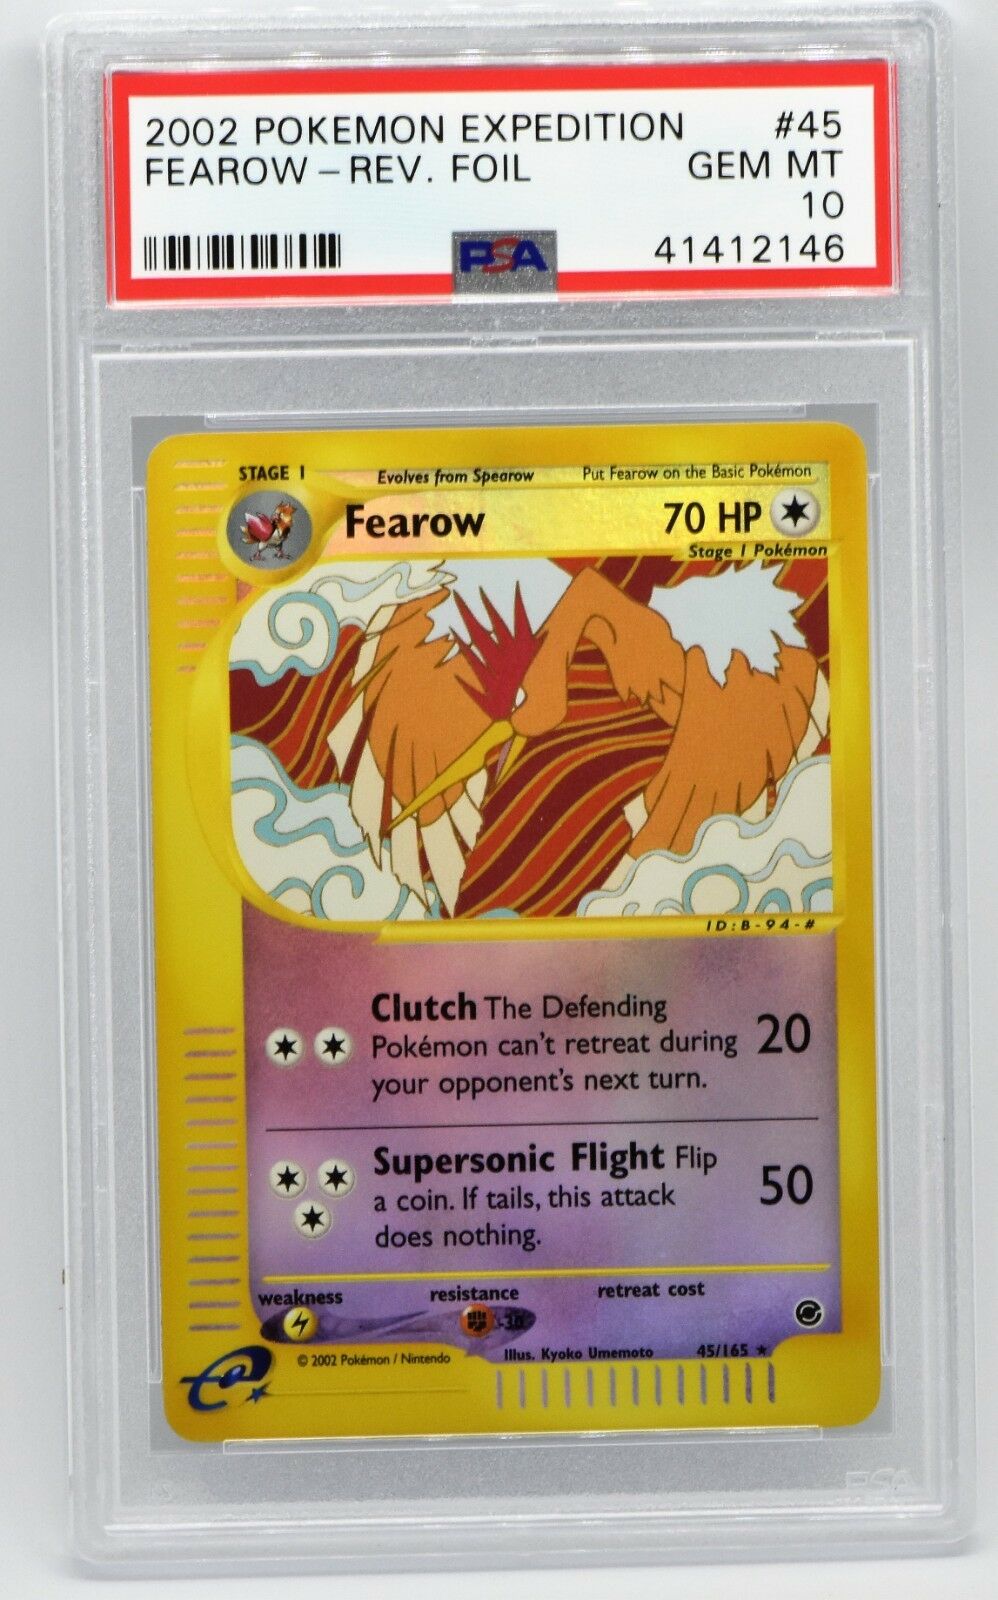 2002 POKEMON EXPEDITION #45
FEAROW – REV. FOIL GEM MT
10
PSA 41412146
STAGE 1 Evolves from Spearow Put Fearow on the Basic Pokémon
Fearow 70 HP
Stage 1 Pokémon
ID:B-94-#
Clutch The Defending
Pokémon can't retreat during 20
your opponent's next turn.
Supersonic Flight Flip
a coin. If tails, this attack 50
does nothing.
weakness resistance retreat cost
-30
Illus. Kyoko Umemoto 45/165 ★
© 2002 Pokémon / Nintendo
e
PSA